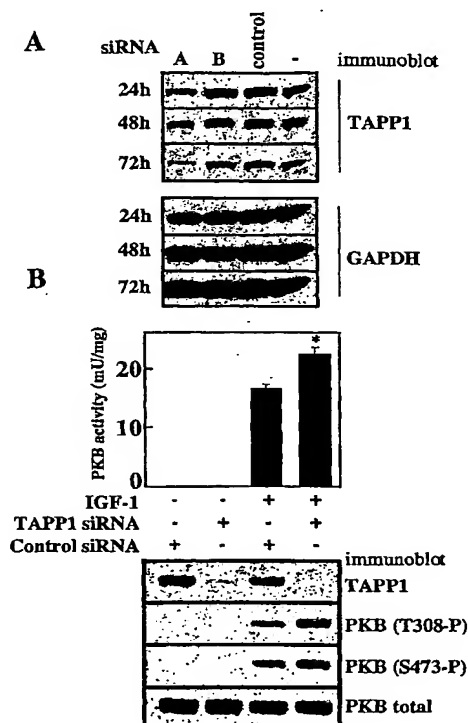 A
siRNA A B control - immunoblot
24h
48h
72h
TAPP1
24h
48h
72h
GAPDH
B
PKB activity (mU/mg)
20
10
0
*
IGF-1 - - + +
TAPP1 siRNA - + - +
Control siRNA + - + -
immunoblot
TAPP1
PKB (T308-P)
PKB (S473-P)
PKB total